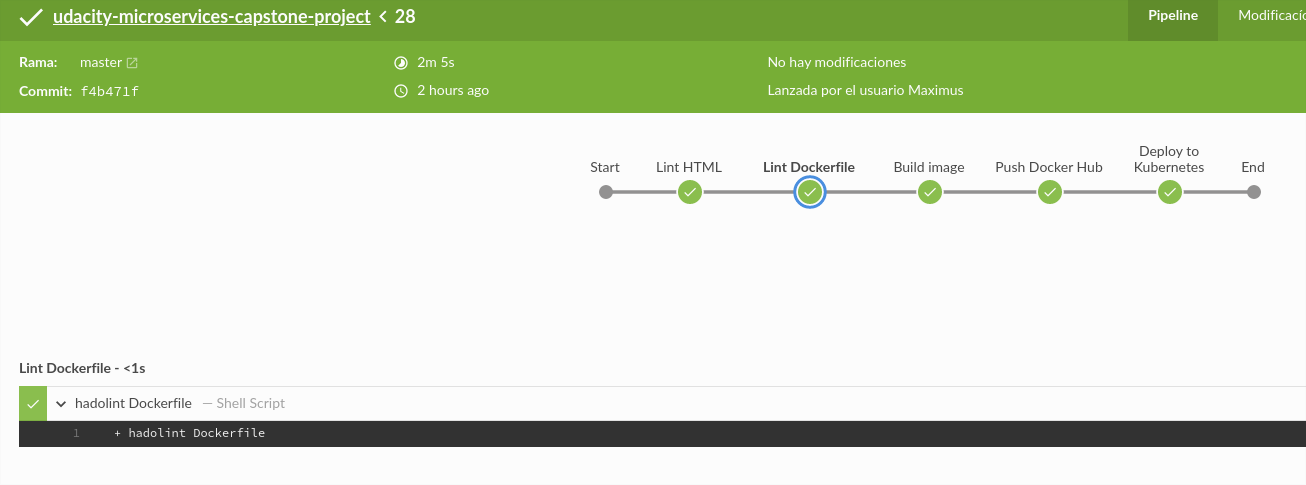 udacity-microservices-capstone-project < 28
Pipeline
Modificacio
Rama: master
2m 5s
No hay modificaciones
Commit: f4b471f
2 hours ago
Lanzada por el usuario Maximus
Start
Lint HTML
Lint Dockerfile
Build image
Push Docker Hub
Deploy to
Kubernetes
End
Lint Dockerfile - <1s
hadolint Dockerfile — Shell Script
1 + hadolint Dockerfile